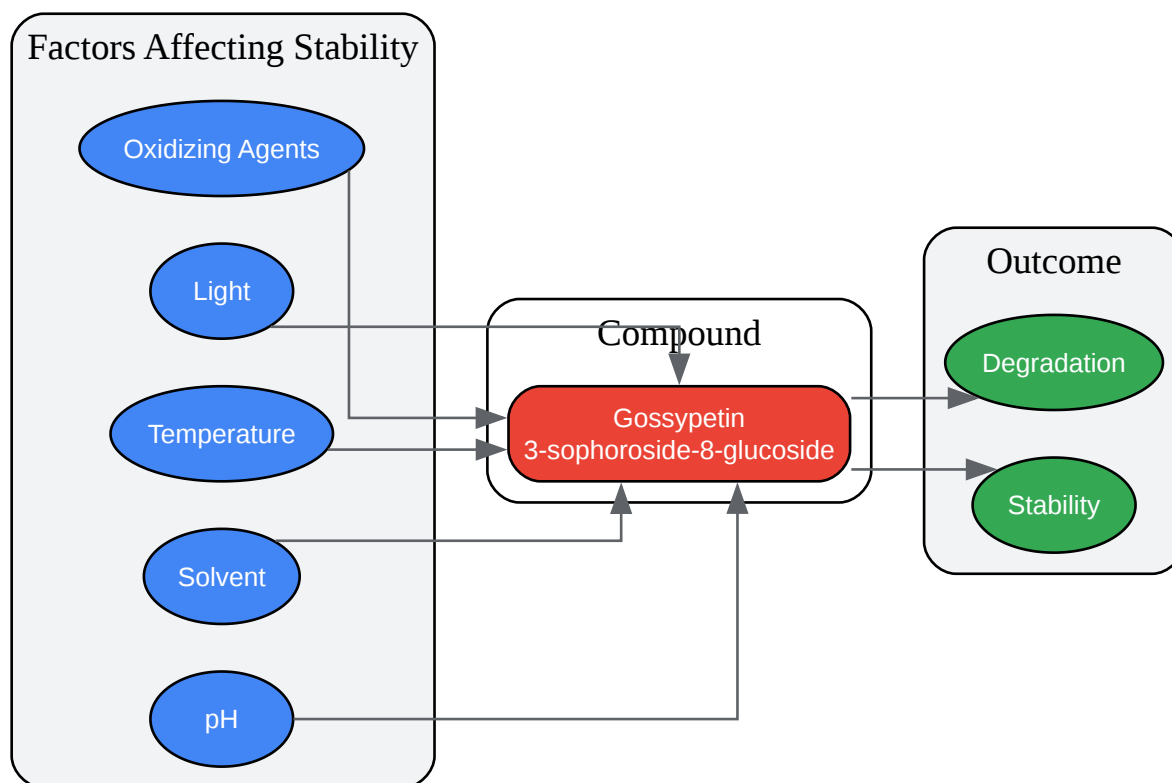 Factors Affecting Stability
Oxidizing Agents
Light
Temperature
Solvent
pH
Compound
Gossypetin
3-sophoroside-8-glucoside
Outcome
Degradation
Stability